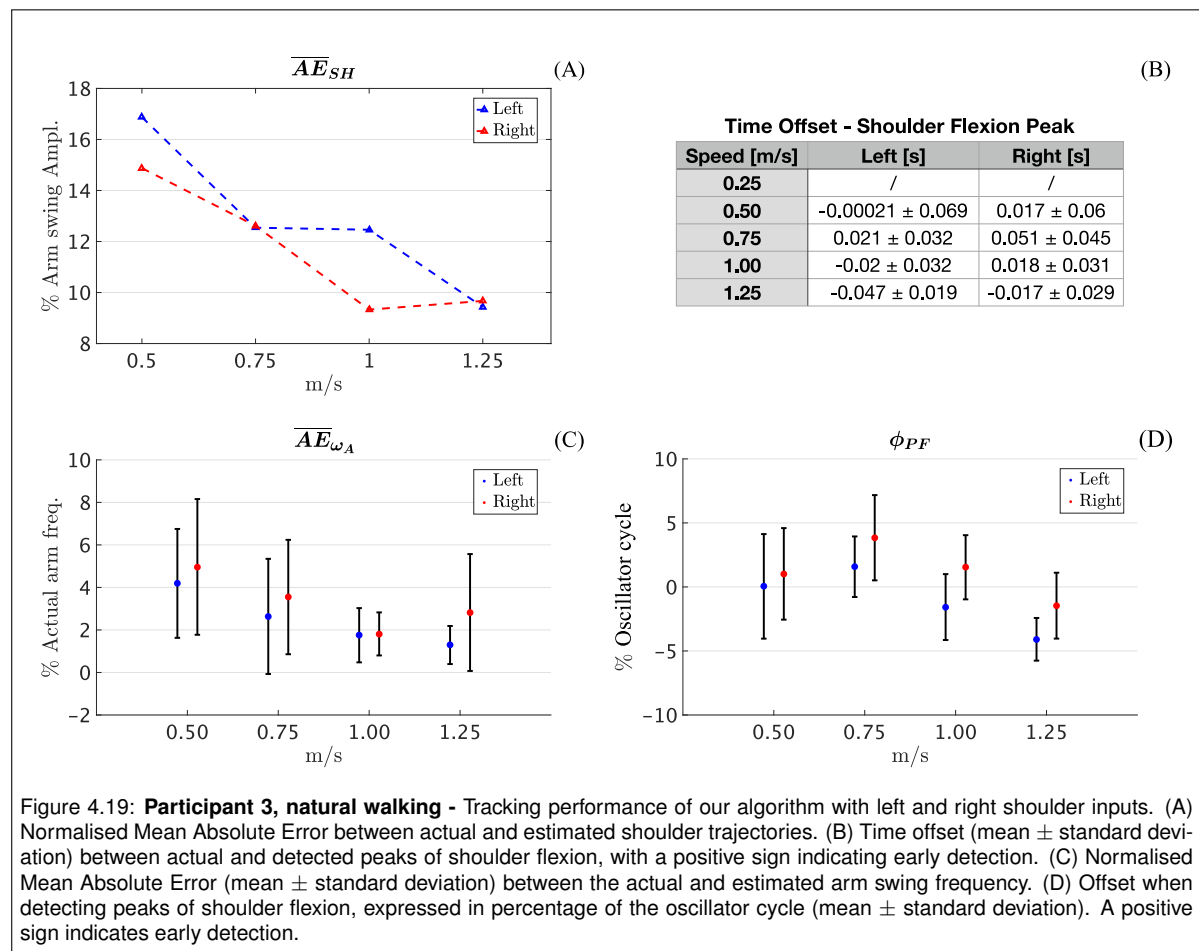 AE_SH
(A)
% Arm swing Ampl.
18
16
14
12
10
8
0.5
0.75
1
1.25
m/s
Left
Right
(B)
Time Offset - Shoulder Flexion Peak
Speed [m/s] Left [s] Right [s]
0.25 / /
0.50 -0.00021 ± 0.069 0.017 ± 0.06
0.75 0.021 ± 0.032 0.051 ± 0.045
1.00 -0.02 ± 0.032 0.018 ± 0.031
1.25 -0.047 ± 0.019 -0.017 ± 0.029
AE_ωA
(C)
% Actual arm freq.
10
8
6
4
2
0
-2
0.50
0.75
1.00
1.25
m/s
Left
Right
ϕ_PF
(D)
% Oscillator cycle
10
5
0
-5
-10
0.50
0.75
1.00
1.25
m/s
Left
Right
Figure 4.19: Participant 3, natural walking - Tracking performance of our algorithm with left and right shoulder inputs. (A)
Normalised Mean Absolute Error between actual and estimated shoulder trajectories. (B) Time offset (mean ± standard devi-
ation) between actual and detected peaks of shoulder flexion, with a positive sign indicating early detection. (C) Normalised
Mean Absolute Error (mean ± standard deviation) between the actual and estimated arm swing frequency. (D) Offset when
detecting peaks of shoulder flexion, expressed in percentage of the oscillator cycle (mean ± standard deviation). A positive
sign indicates early detection.